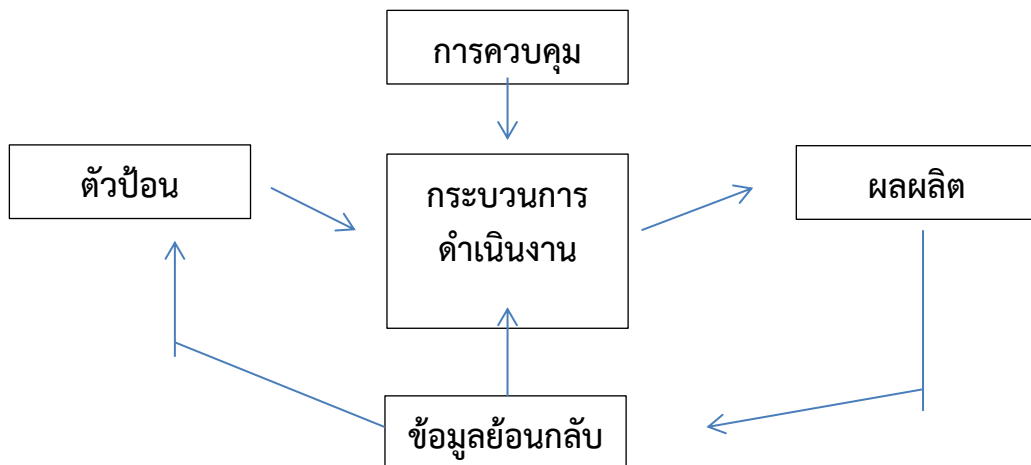 การควบคุม
ตัวป้อน
กระบวนการ
ดำเนินงาน
ผลผลิต
ข้อมูลย้อนกลับ